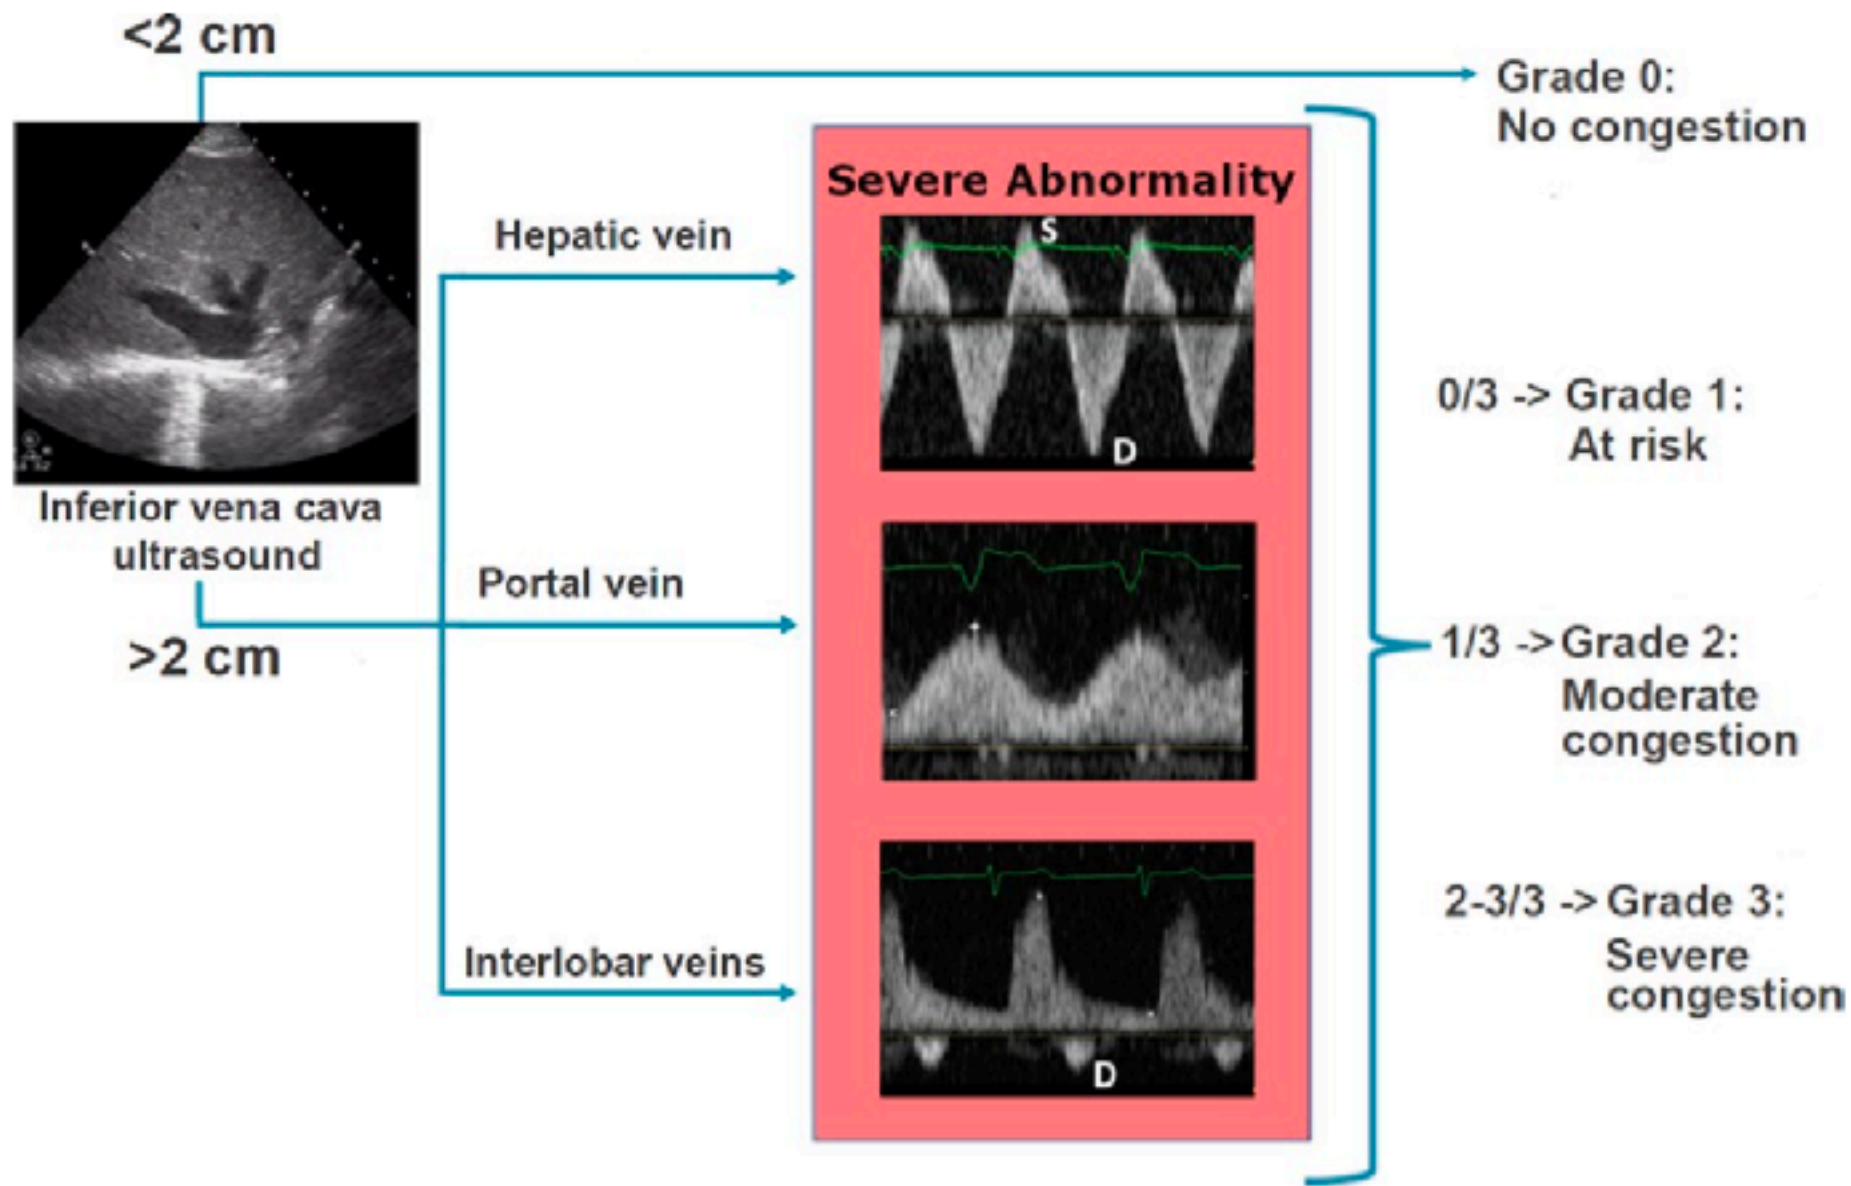 <2 cm
Grade 0:
No congestion
Severe Abnormality
Hepatic vein
S
D
Inferior vena cava
ultrasound
>2 cm
Portal vein
Interlobar veins
D
0/3 -> Grade 1:
At risk
1/3 -> Grade 2:
Moderate
congestion
2-3/3 -> Grade 3:
Severe
congestion